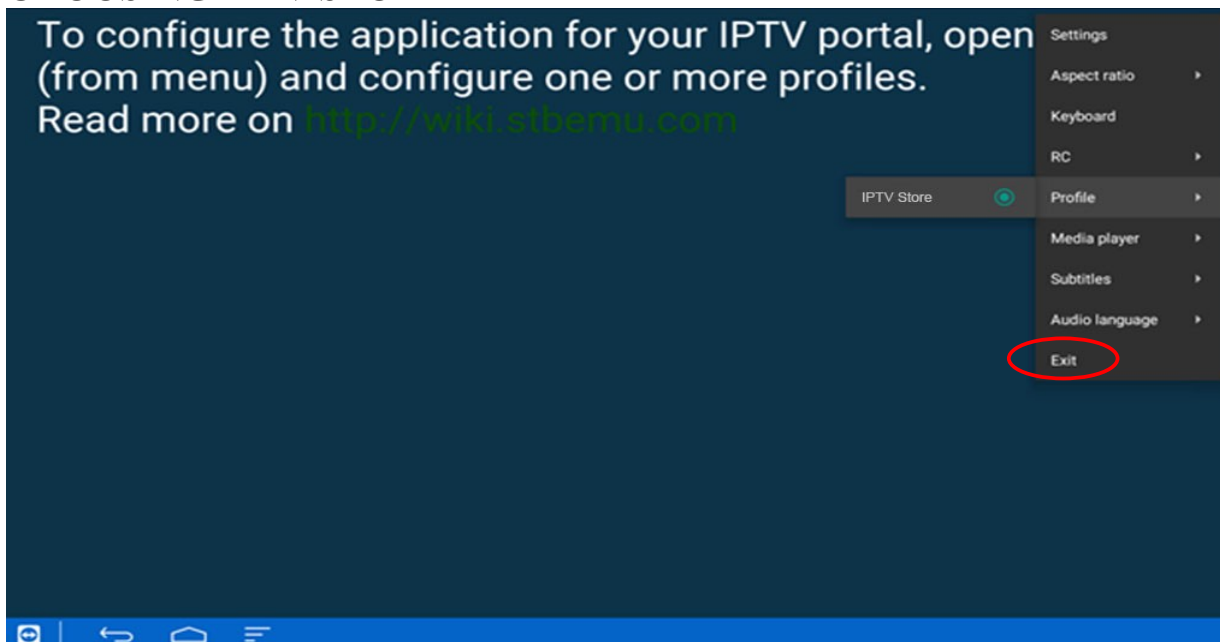 To configure the application for your IPTV portal, open
(from menu) and configure one or more profiles.
Read more on http://wiki.stbemu.com
Settings
Aspect ratio
Keyboard
RC
IPTV Store
Profile
Media player
Subtitles
Audio language
Exit